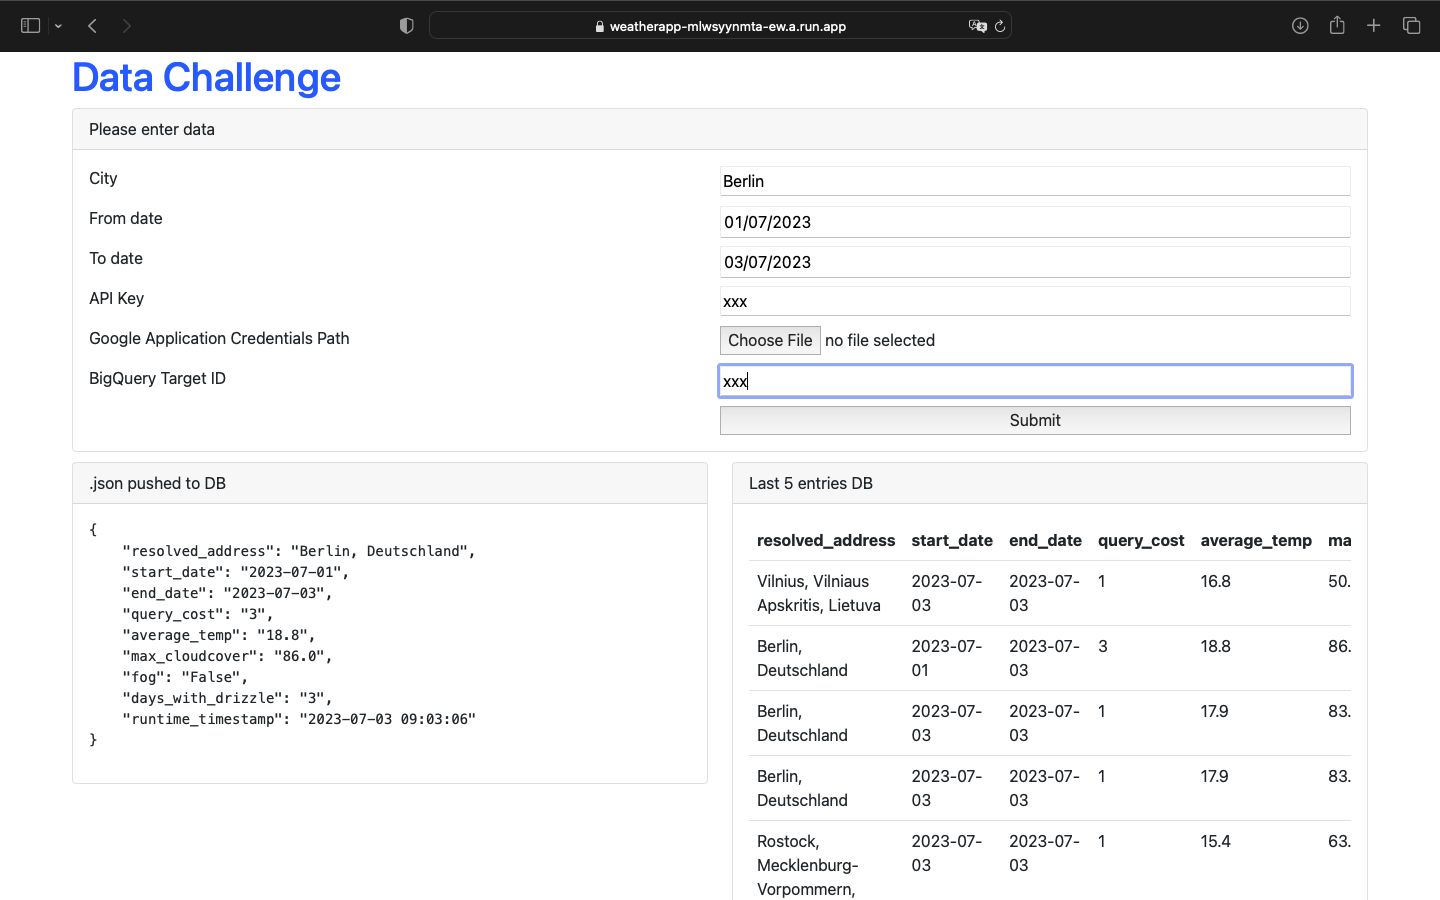 weatherapp-mlwsyynmta-ew.a.run.app
Data Challenge
Please enter data
City
Berlin
From date
01/07/2023
To date
03/07/2023
API Key
xxx
Google Application Credentials Path
Choose File no file selected
BigQuery Target ID
xxx
Submit
.json pushed to DB
{
"resolved_address": "Berlin, Deutschland",
"start_date": "2023-07-01",
"end_date": "2023-07-03",
"query_cost": "3",
"average_temp": "18.8",
"max_cloudcover": "86.0",
"fog": "False",
"days_with_drizzle": "3",
"runtime_timestamp": "2023-07-03 09:03:06"
}
Last 5 entries DB
resolved_address start_date end_date query_cost average_temp ma
Vilnius, Vilniaus 2023-07- 2023-07- 1 16.8 50.
Apskritis, Lietuva 03 03
Berlin, 2023-07- 2023-07- 3 18.8 86.
Deutschland 01 03
Berlin, 2023-07- 2023-07- 1 17.9 83.
Deutschland 03 03
Berlin, 2023-07- 2023-07- 1 17.9 83.
Deutschland 03 03
Rostock, 2023-07- 2023-07- 1 15.4 63.
Mecklenburg- 03 03
Vorpommern,